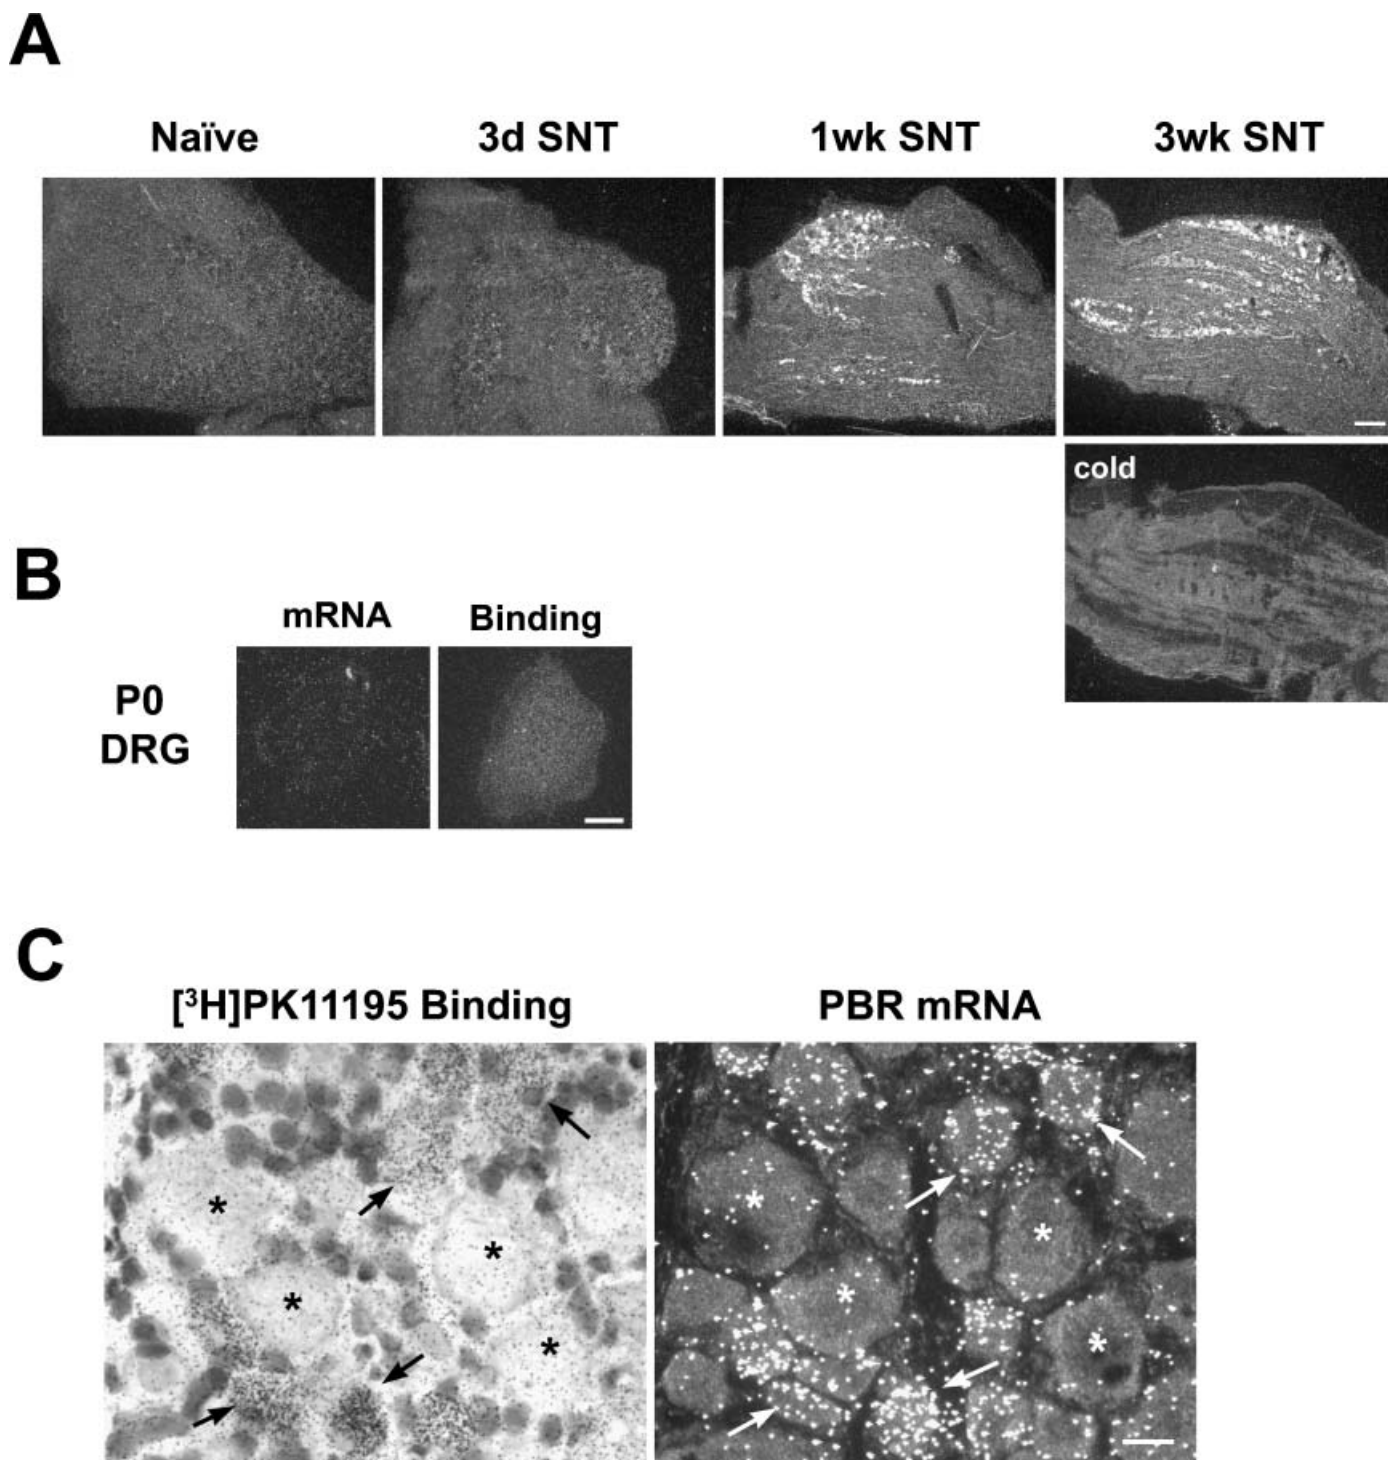 A
Naïve 3d SNT 1wk SNT 3wk SNT
cold
B
mRNA Binding
P0
DRG
C
[³H]PK11195 Binding PBR mRNA
* * * *
* * * *